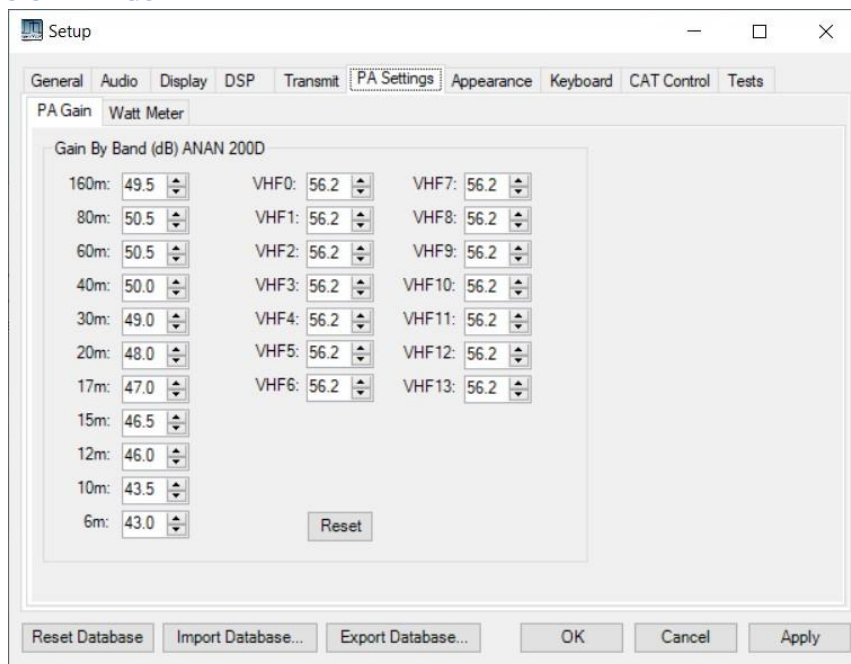 Setup
General Audio Display DSP Transmit PA Settings Appearance Keyboard CAT Control Tests
PA Gain Watt Meter
Gain By Band (dB) ANAN 200D
160m: 49.5 VHF0: 56.2 VHF7: 56.2
80m: 50.5 VHF1: 56.2 VHF8: 56.2
60m: 50.5 VHF2: 56.2 VHF9: 56.2
40m: 50.0 VHF3: 56.2 VHF10: 56.2
30m: 49.0 VHF4: 56.2 VHF11: 56.2
20m: 48.0 VHF5: 56.2 VHF12: 56.2
17m: 47.0 VHF6: 56.2 VHF13: 56.2
15m: 46.5
12m: 46.0
10m: 43.5
6m: 43.0 Reset
Reset Database Import Database... Export Database... OK Cancel Apply